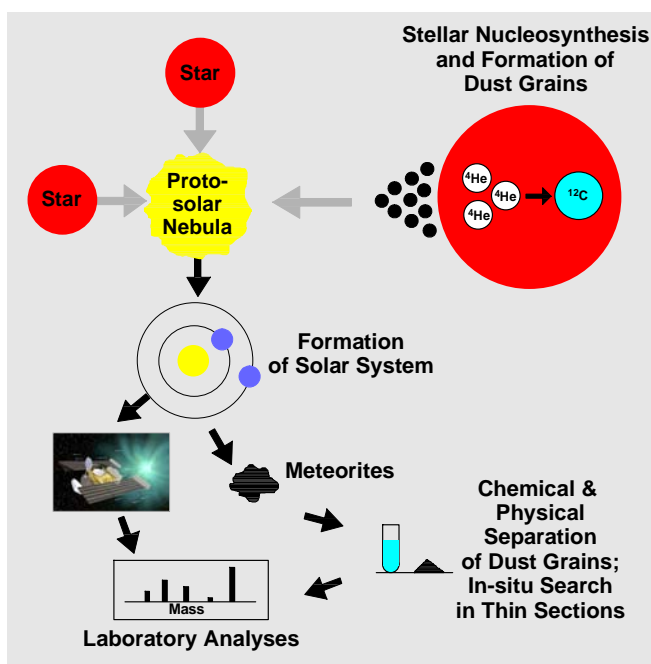 Stellar Nucleosynthesis
and Formation of
Dust Grains
Star
Star
Proto-
solar
Nebula
⁴He
⁴He
⁴He
¹²C
Formation
of Solar System
Meteorites
Chemical &
Physical
Separation
of Dust Grains;
In-situ Search
in Thin Sections
Mass
Laboratory Analyses